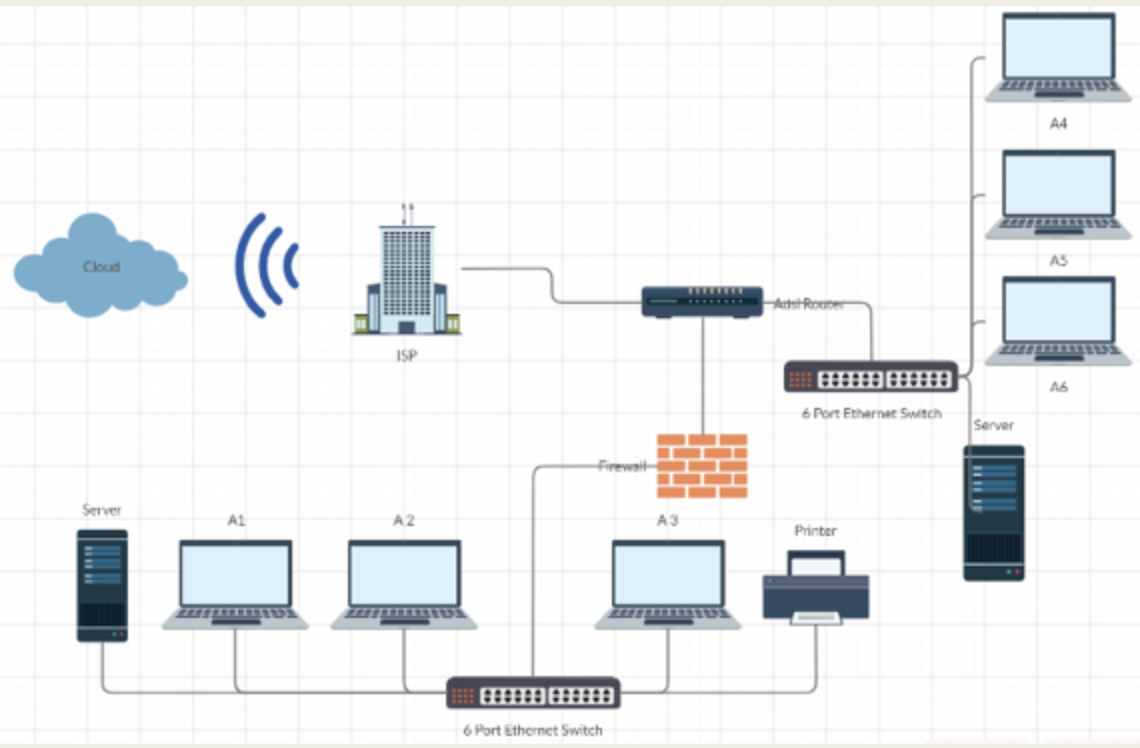 A4
Cloud
A5
Adsl Router
ISP
A6
6 Port Ethernet Switch
Server
Firewall
Server
A1
A 2
A 3
Printer
6 Port Ethernet Switch